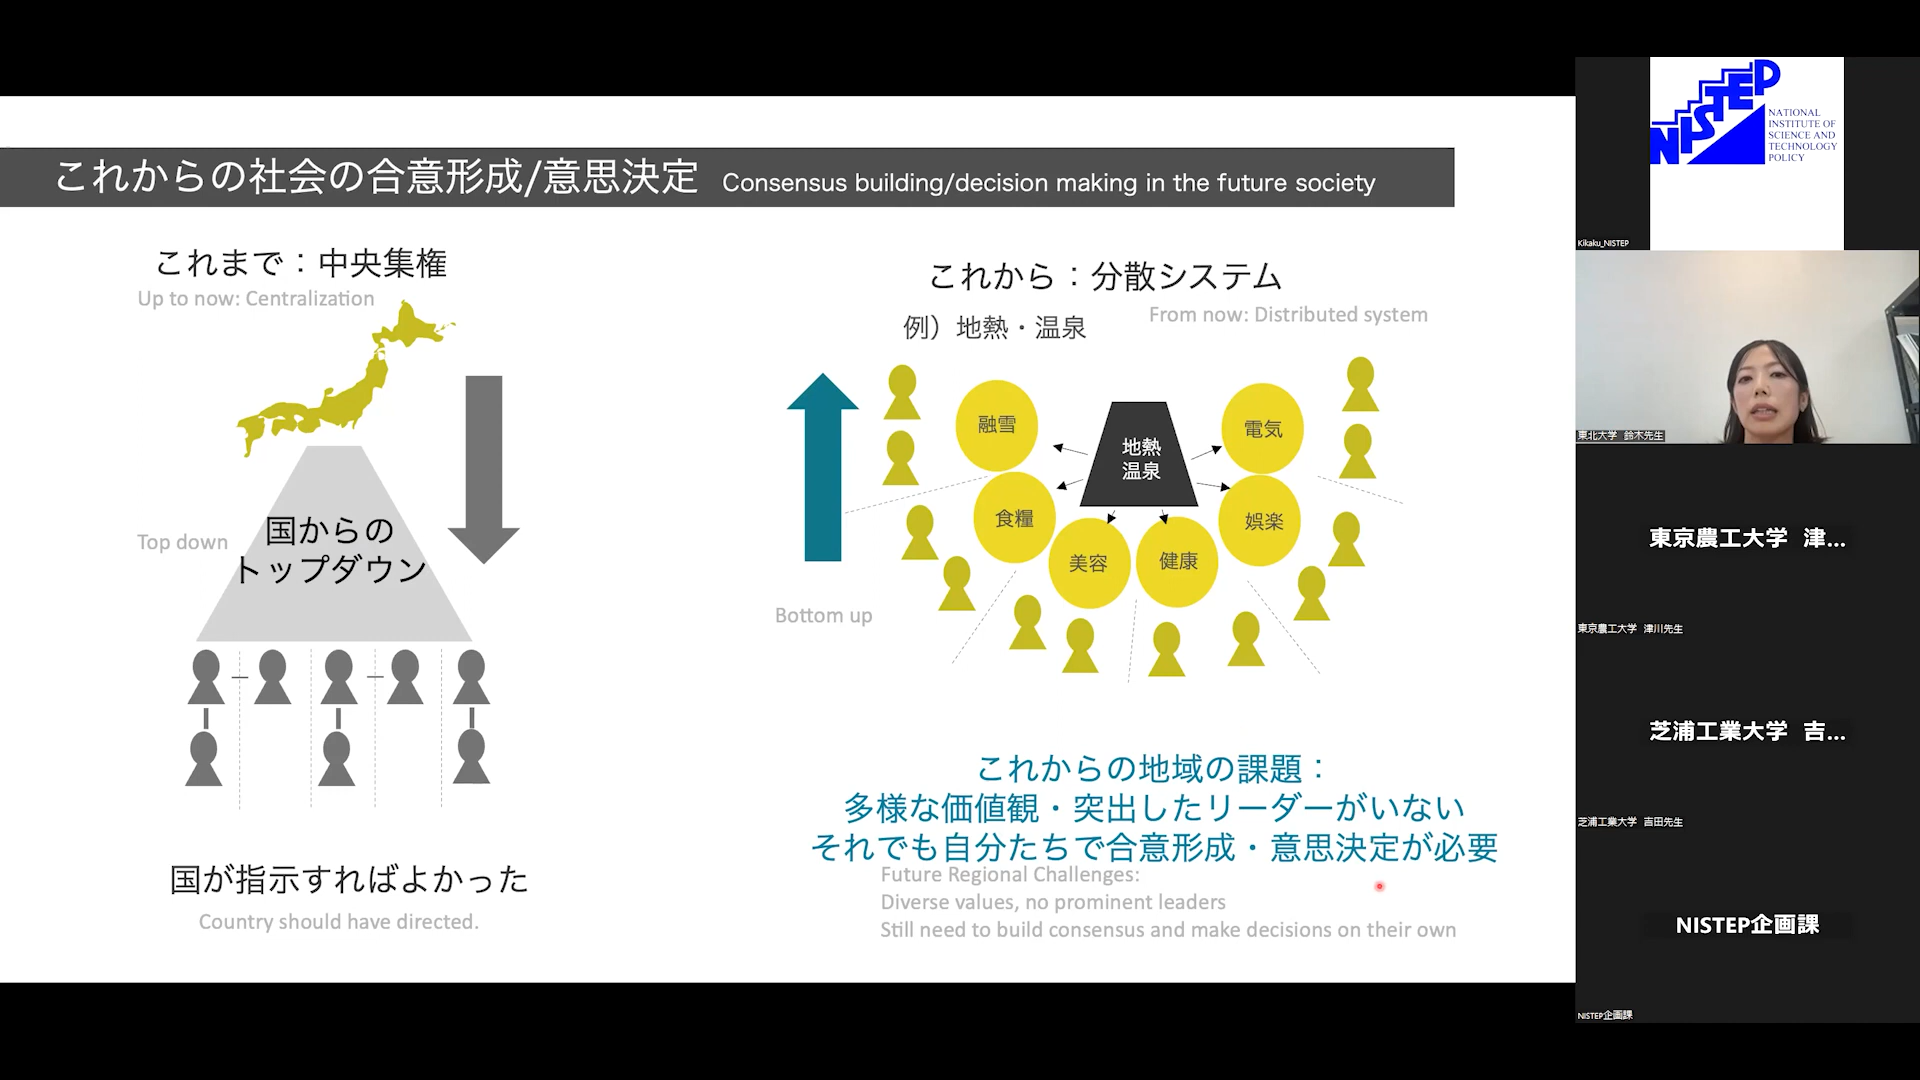 これからの社会の合意形成/意思決定 Consensus building/decision making in the future society
これまで：中央集権
Up to now: Centralization
Top down
国からの
トップダウン
国が指示すればよかった
Country should have directed.
これから：分散システム
From now: Distributed system
例）地熱・温泉
Bottom up
融雪
食糧
美容
健康
娯楽
電気
地熱
温泉
これからの地域の課題：
多様な価値観・突出したリーダーがいない
それでも自分たちで合意形成・意思決定が必要
Future Regional Challenges:
Diverse values, no prominent leaders
Still need to build consensus and make decisions on their own
NISTEP
NATIONAL
INSTITUTE OF
SCIENCE AND
TECHNOLOGY
POLICY
Kikaku_NISTEP
東北大学 鈴木先生
東京農工大学 津...
東京農工大学 津川先生
芝浦工業大学 吉...
芝浦工業大学 吉田先生
NISTEP企画課
NISTEP企画課